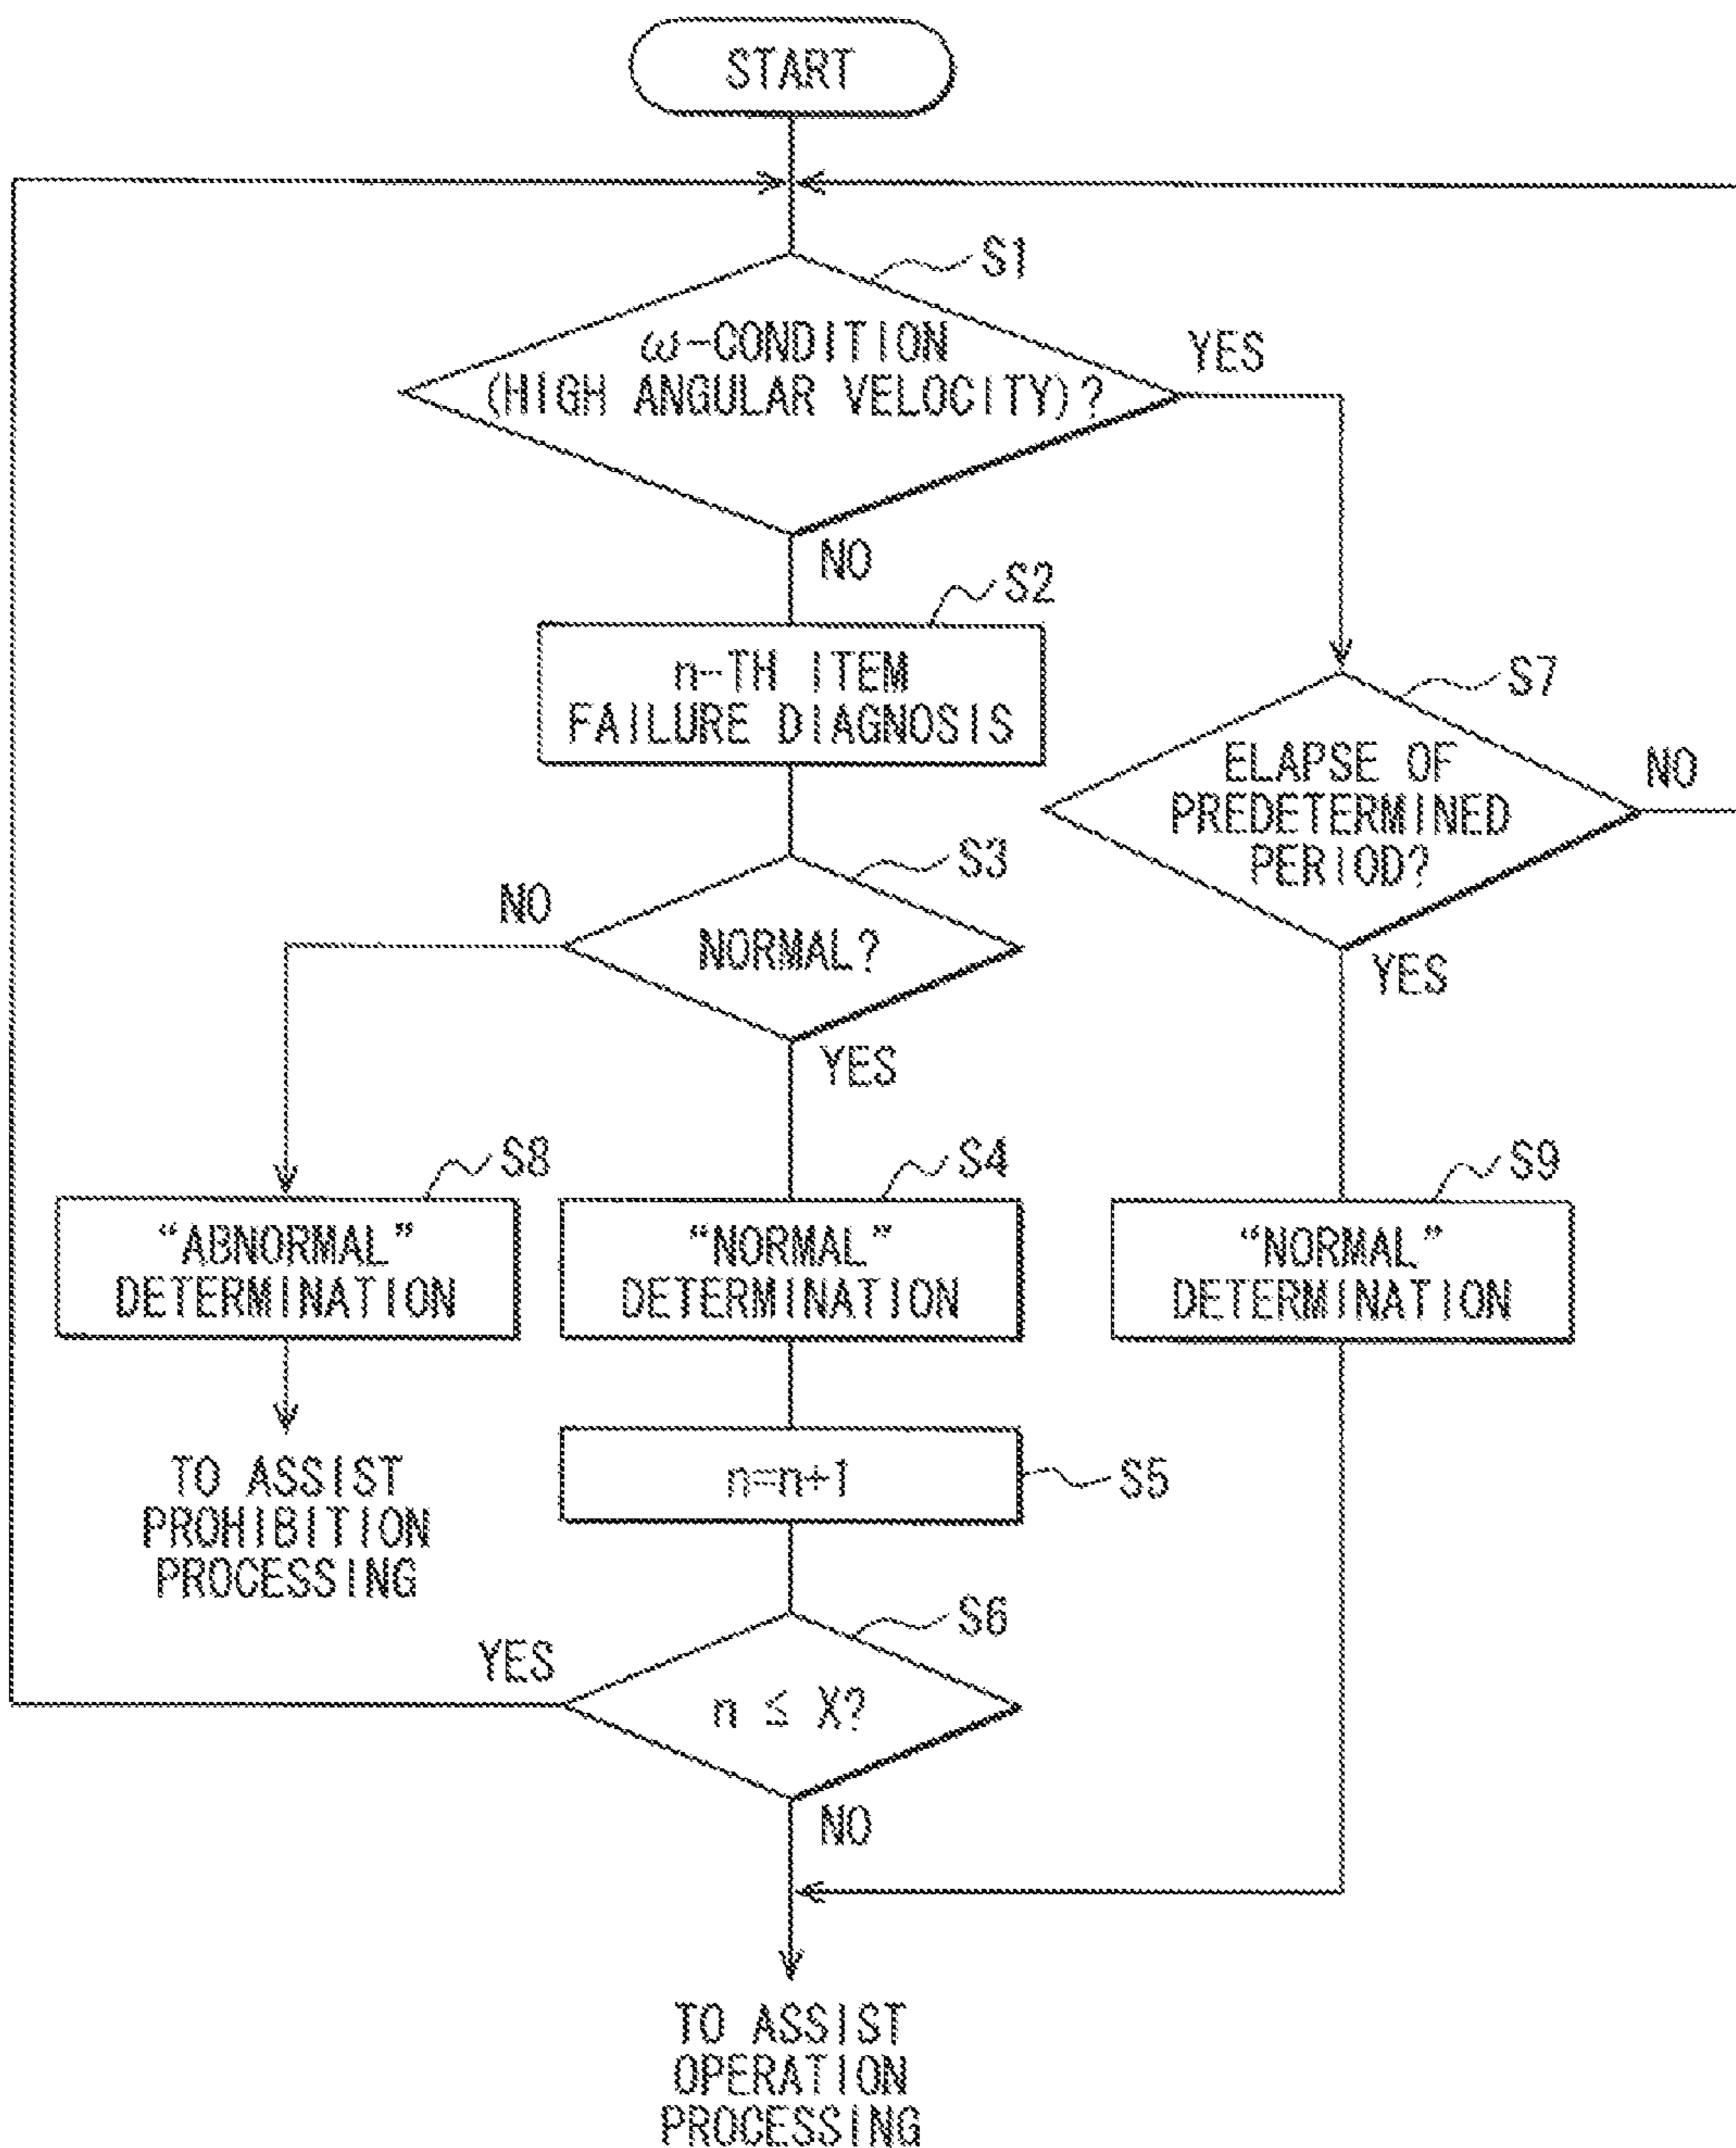 START
S1
ω-CONDITION
(HIGH ANGULAR VELOCITY)?
YES
NO
S2
n-TH ITEM
FAILURE DIAGNOSIS
S7
ELAPSE OF
PREDETERMINED
PERIOD?
NO
YES
S3
NORMAL?
NO
YES
S8
“ABNORMAL”
DETERMINATION
S4
“NORMAL”
DETERMINATION
S9
“NORMAL”
DETERMINATION
TO ASSIST
PROHIBITION
PROCESSING
n=n+1
S5
S6
n ≤ X?
YES
NO
TO ASSIST
OPERATION
PROCESSING